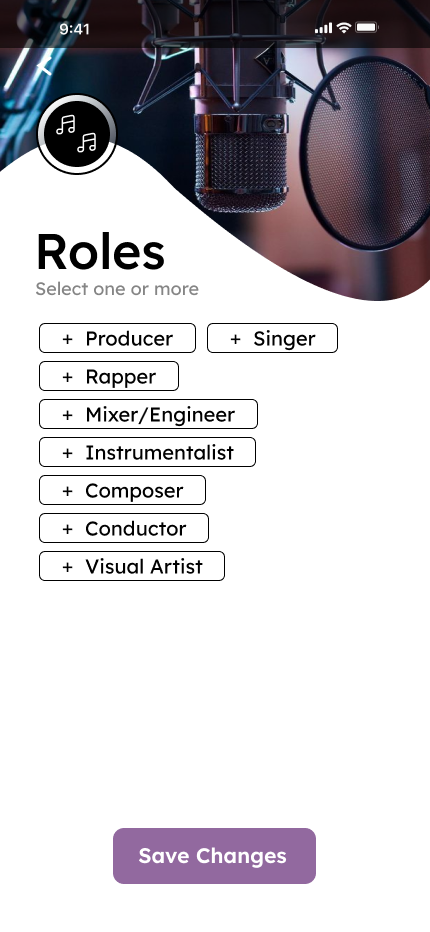 9:41
Roles
Select one or more
+ Producer + Singer
+ Rapper
+ Mixer/Engineer
+ Instrumentalist
+ Composer
+ Conductor
+ Visual Artist
Save Changes